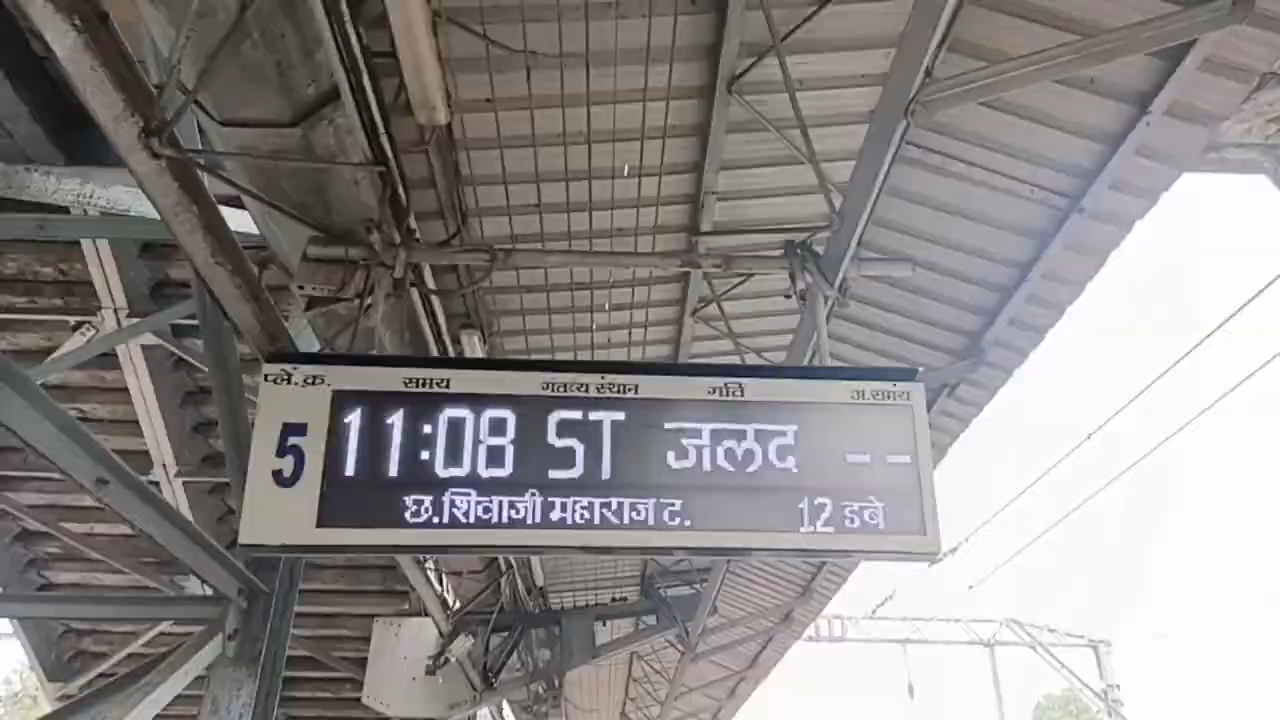 प्ले.क्र. समय गंतव्य स्थान गति अ.समय
5 11:08 ST जलद --
छ.शिवाजी महाराज ट. 12 डबे